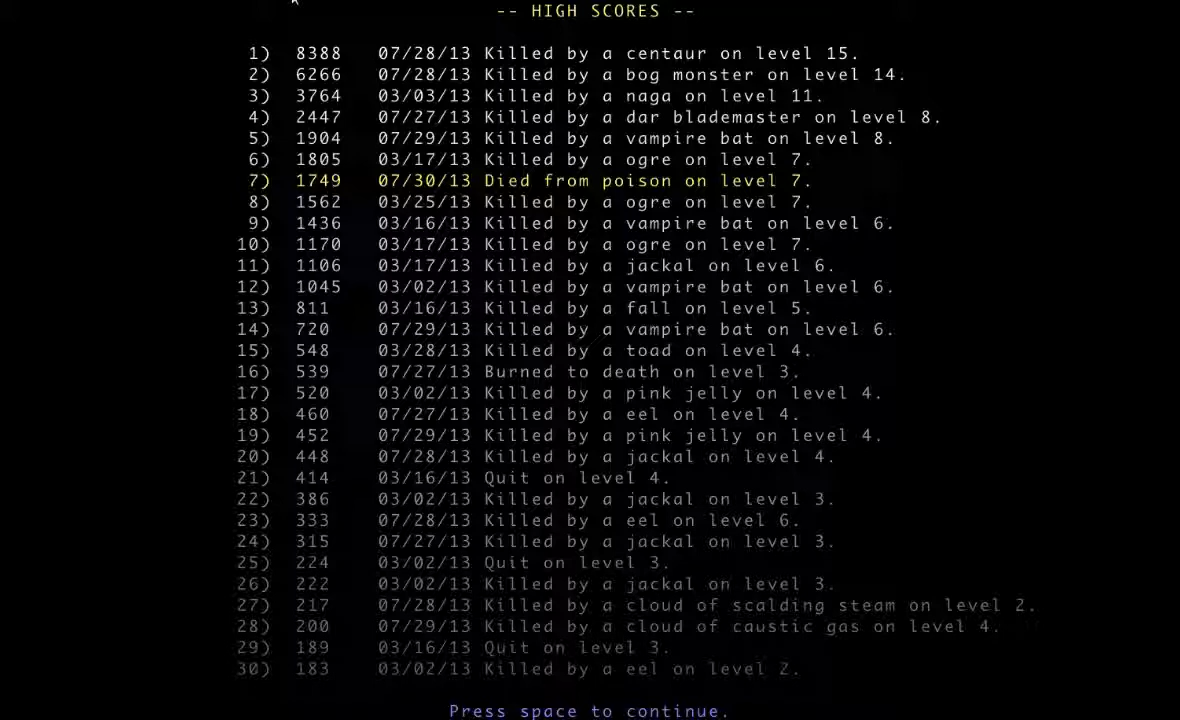 -- HIGH SCORES --
1) 8388 07/28/13 Killed by a centaur on level 15.
2) 6266 07/28/13 Killed by a bog monster on level 14.
3) 3764 03/03/13 Killed by a naga on level 11.
4) 2447 07/27/13 Killed by a dar blademaster on level 8.
5) 1904 07/29/13 Killed by a vampire bat on level 8.
6) 1805 03/17/13 Killed by a ogre on level 7.
7) 1749 07/30/13 Died from poison on level 7.
8) 1562 03/25/13 Killed by a ogre on level 7.
9) 1436 03/16/13 Killed by a vampire bat on level 6.
10) 1170 03/17/13 Killed by a ogre on level 7.
11) 1106 03/17/13 Killed by a jackal on level 6.
12) 1045 03/02/13 Killed by a vampire bat on level 6.
13) 811 03/16/13 Killed by a fall on level 5.
14) 720 07/29/13 Killed by a vampire bat on level 6.
15) 548 03/28/13 Killed by a toad on level 4.
16) 539 07/27/13 Burned to death on level 3.
17) 520 03/02/13 Killed by a pink jelly on level 4.
18) 460 07/27/13 Killed by a eel on level 4.
19) 452 07/29/13 Killed by a pink jelly on level 4.
20) 448 07/28/13 Killed by a jackal on level 4.
21) 414 03/16/13 Quit on level 4.
22) 386 03/02/13 Killed by a jackal on level 3.
23) 333 07/28/13 Killed by a eel on level 6.
24) 315 07/27/13 Killed by a jackal on level 3.
25) 224 03/02/13 Quit on level 3.
26) 222 03/02/13 Killed by a jackal on level 3.
27) 217 07/28/13 Killed by a cloud of scalding steam on level 2.
28) 200 07/29/13 Killed by a cloud of caustic gas on level 4.
29) 189 03/16/13 Quit on level 3.
30) 183 03/02/13 Killed by a eel on level 2.
Press space to continue.